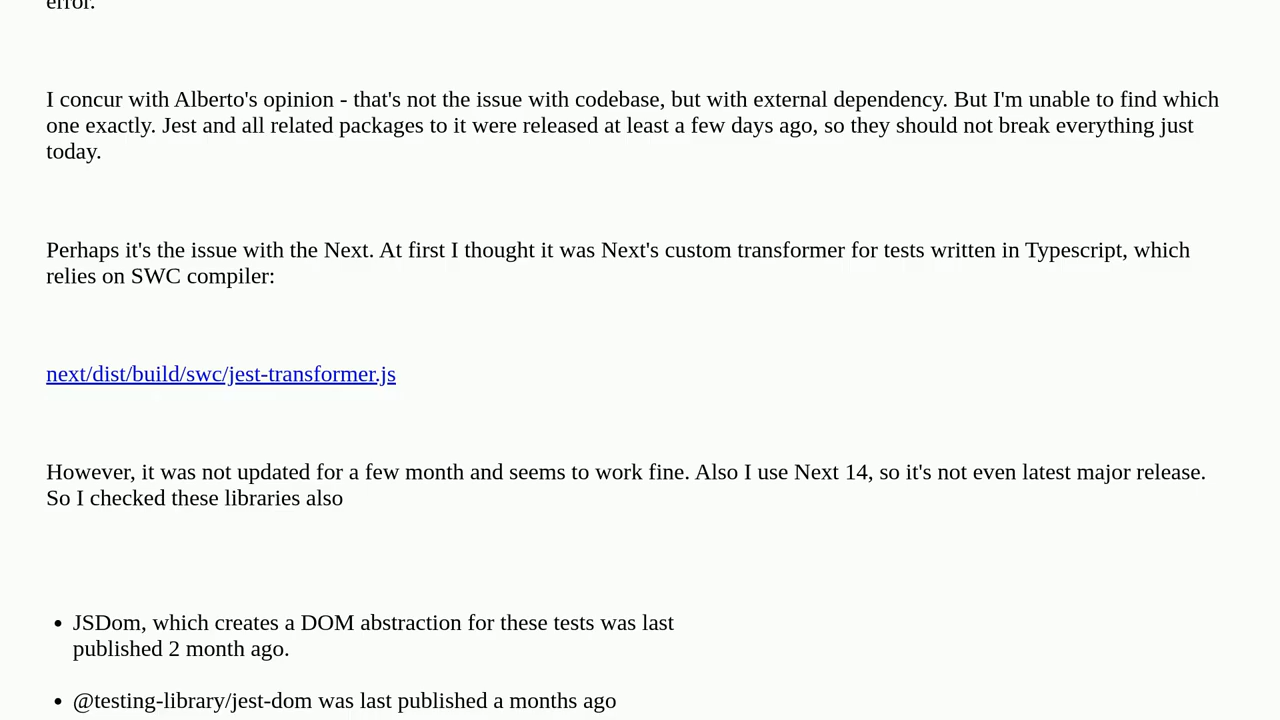 error.
I concur with Alberto's opinion - that's not the issue with codebase, but with external dependency. But I'm unable to find which
one exactly. Jest and all related packages to it were released at least a few days ago, so they should not break everything just
today.
Perhaps it's the issue with the Next. At first I thought it was Next's custom transformer for tests written in Typescript, which
relies on SWC compiler:
next/dist/build/swc/jest-transformer.js
However, it was not updated for a few month and seems to work fine. Also I use Next 14, so it's not even latest major release.
So I checked these libraries also
• JSDom, which creates a DOM abstraction for these tests was last
published 2 month ago.
• @testing-library/jest-dom was last published a months ago